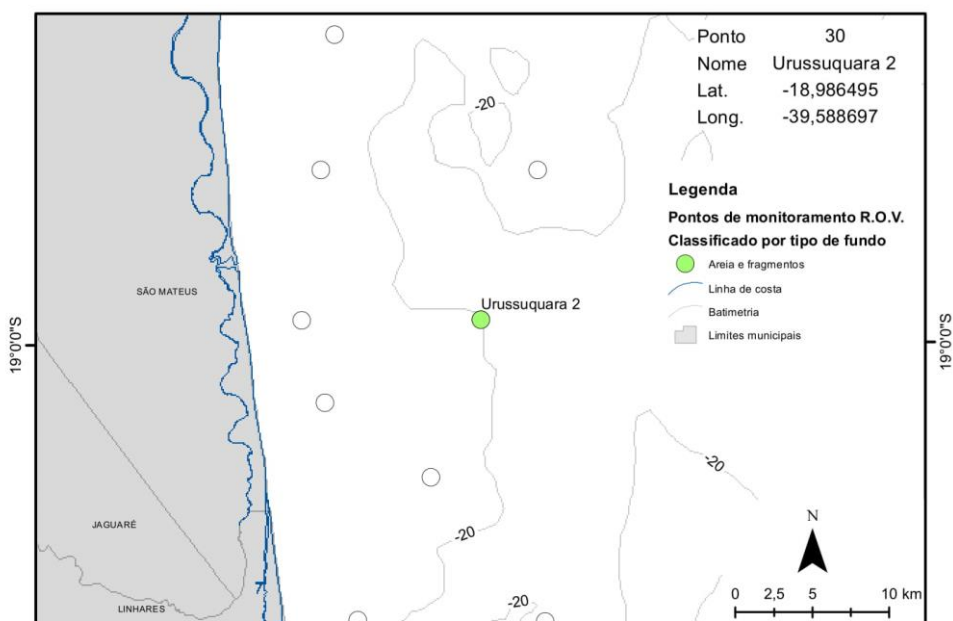 Ponto 30
Nome Urussuquara 2
Lat. -18,986495
Long. -39,588697
-20
Legenda
Pontos de monitoramento R.O.V.
Classificado por tipo de fundo
Areia e fragmentos
Linha de costa
Batimetria
Limites municipais
SÃO MATEUS
Urussuquara 2
19°0'0"S
19°0'0"S
-20
JAGUARÉ
-20
N
LINHARES
-20
0 2,5 5 10 km